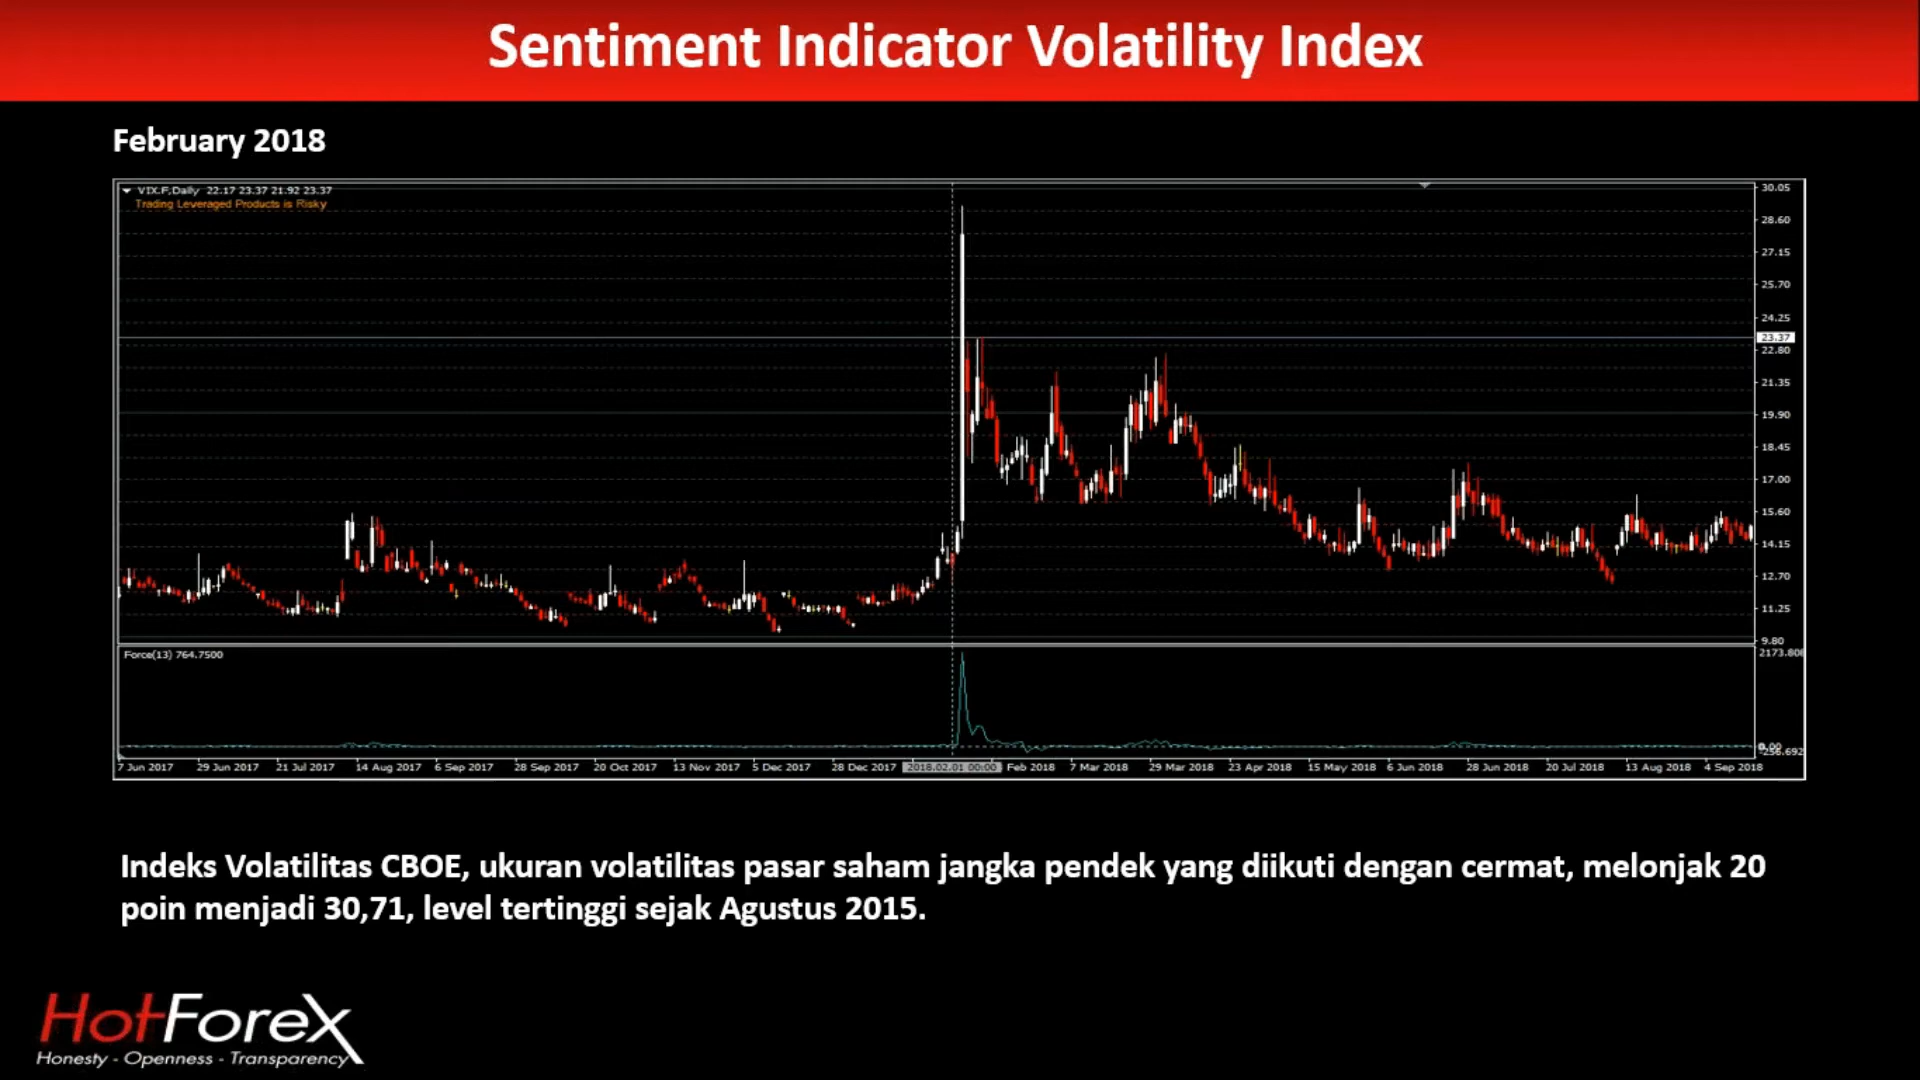 Sentiment Indicator Volatility Index
February 2018
VIX.F,Daily 22.17 23.37 21.92 23.37
Trading Leveraged Products is Risky
30.05
28.60
27.15
25.70
24.25
23.37
22.80
21.35
19.90
18.45
17.00
15.60
14.15
12.70
11.25
9.80
Force(13) 764.7500
2173.808
0.00
-256.692
7 Jun 2017 29 Jun 2017 21 Jul 2017 14 Aug 2017 6 Sep 2017 28 Sep 2017 20 Oct 2017 13 Nov 2017 5 Dec 2017 28 Dec 2017 2018.02.01 00:00 Feb 2018 7 Mar 2018 29 Mar 2018 23 Apr 2018 15 May 2018 6 Jun 2018 28 Jun 2018 20 Jul 2018 13 Aug 2018 4 Sep 2018
Indeks Volatilitas CBOE, ukuran volatilitas pasar saham jangka pendek yang diikuti dengan cermat, melonjak 20
poin menjadi 30,71, level tertinggi sejak Agustus 2015.
HotForex
Honesty - Openness - Transparency